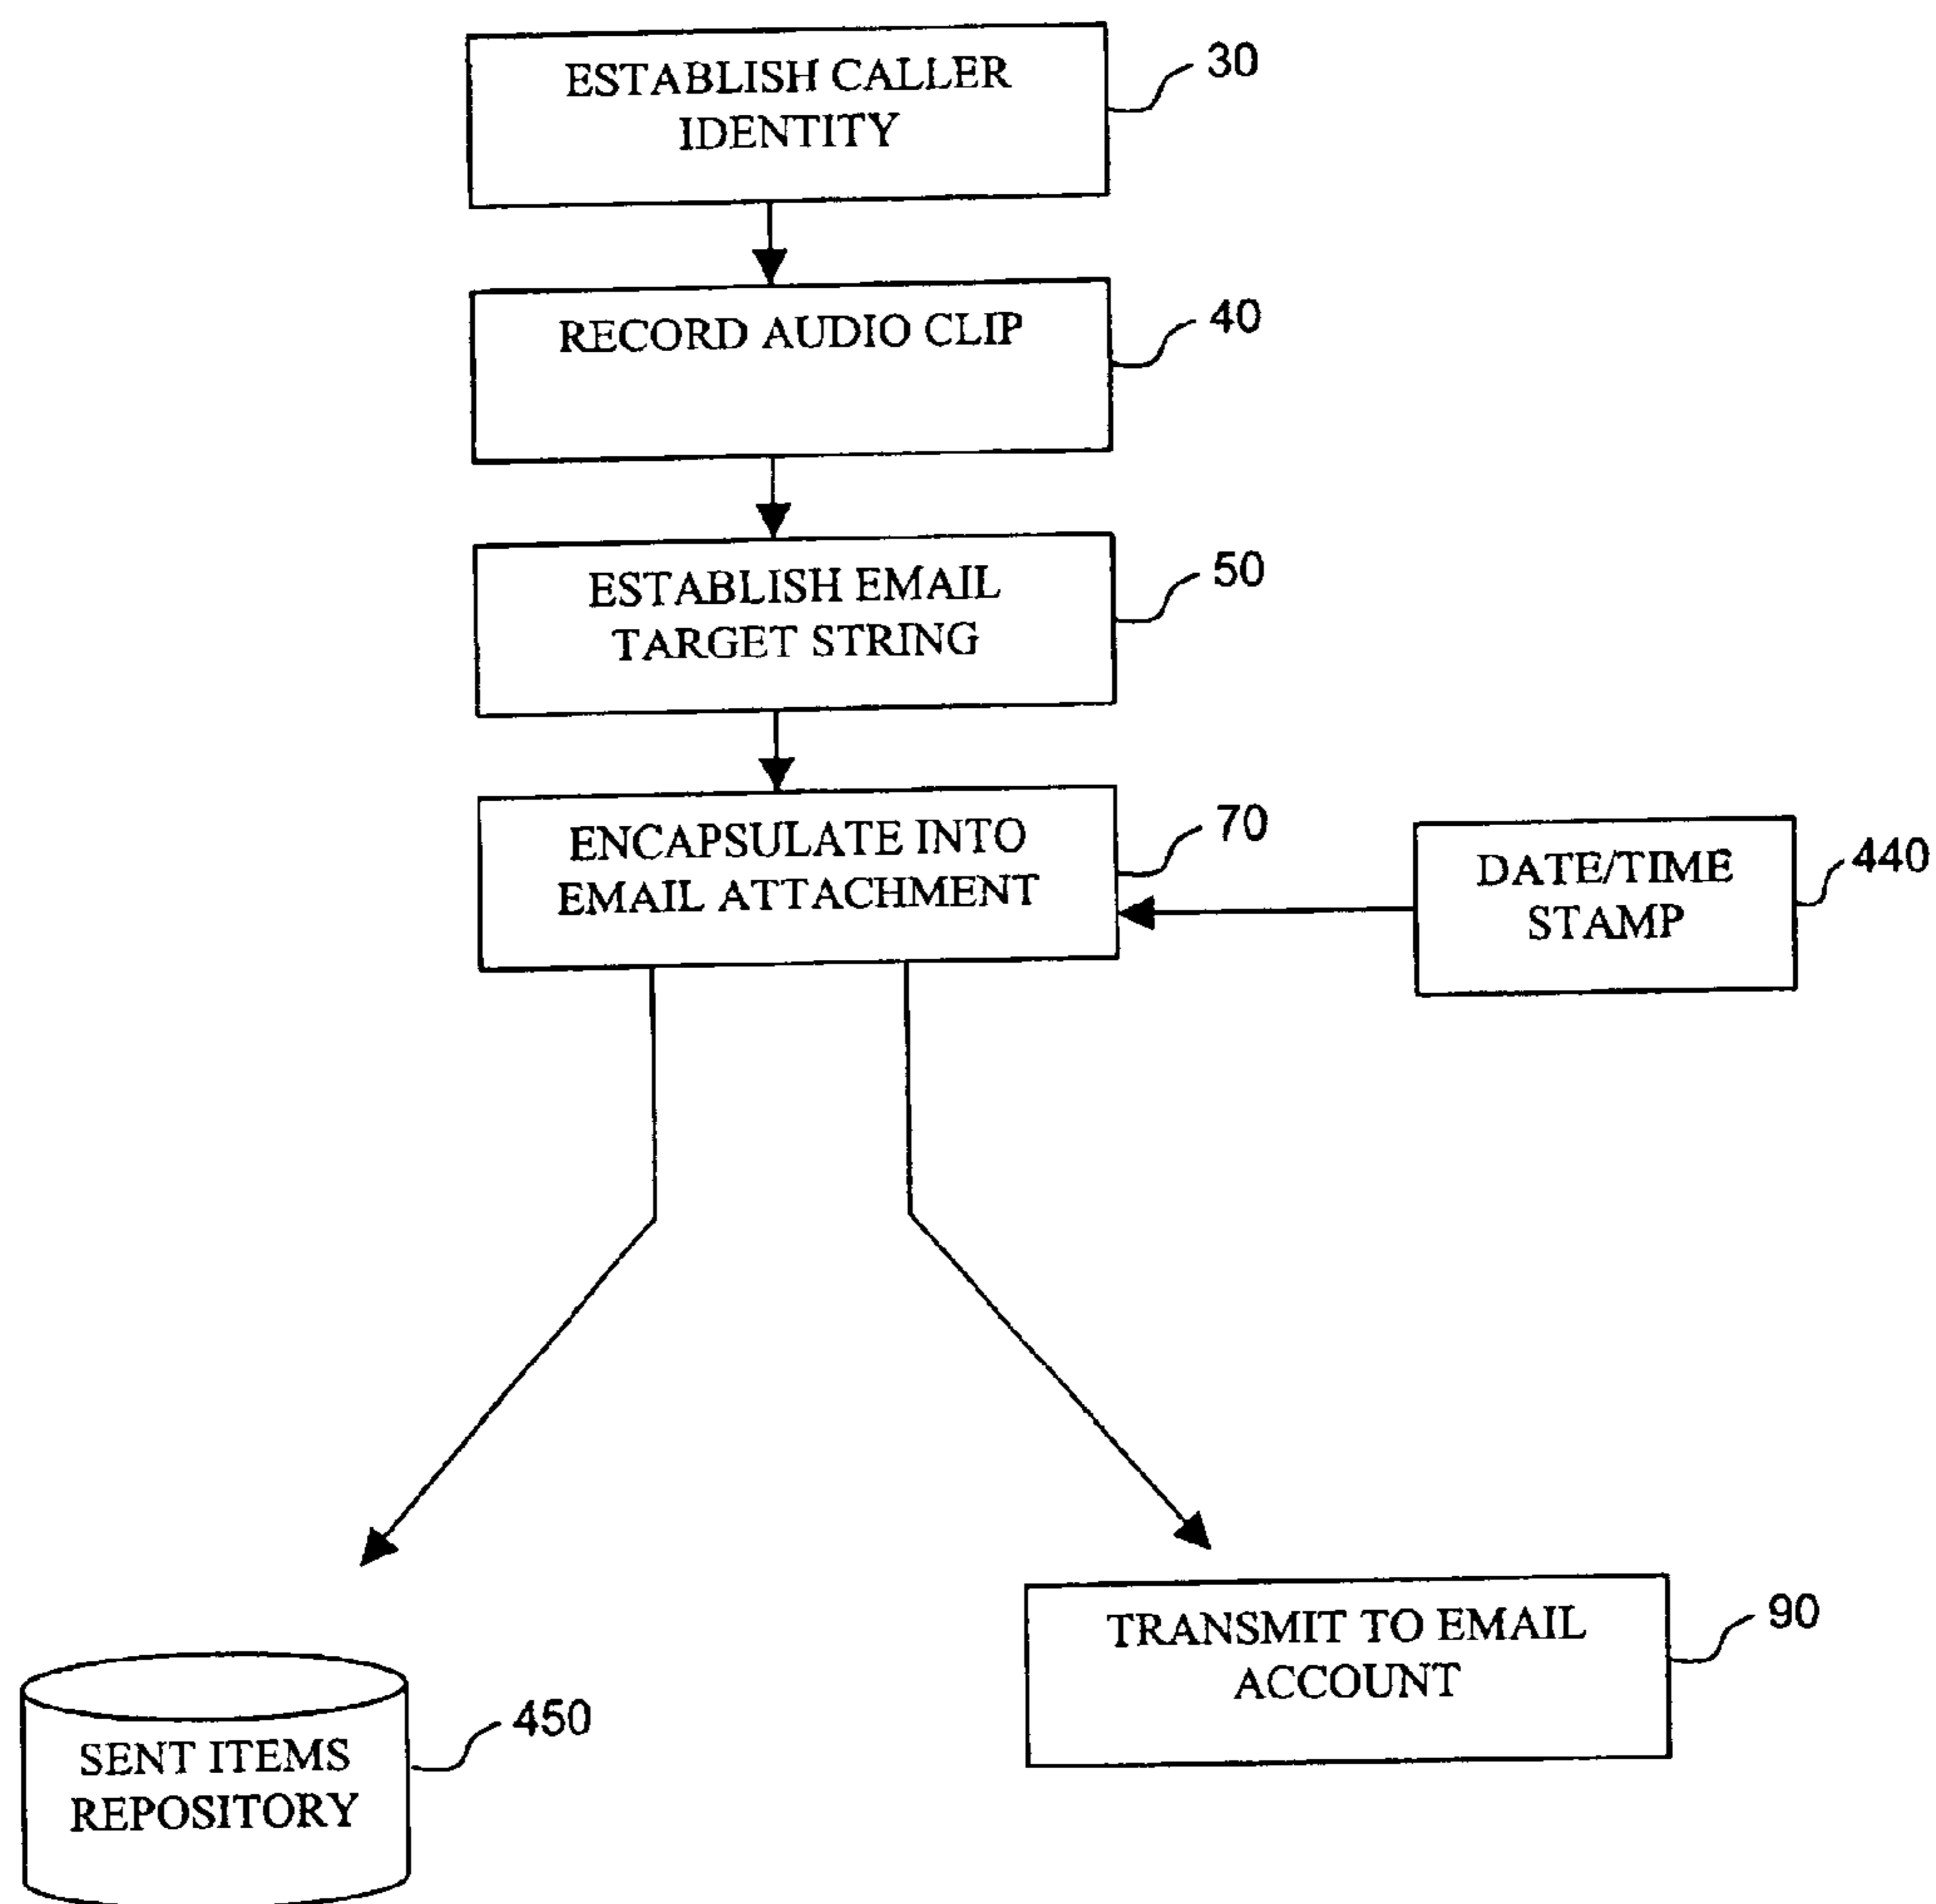 ESTABLISH CALLER
IDENTITY
30
RECORD AUDIO CLIP
40
ESTABLISH EMAIL
TARGET STRING
50
ENCAPSULATE INTO
EMAIL ATTACHMENT
70
DATE/TIME
STAMP
440
TRANSMIT TO EMAIL
ACCOUNT
90
SENT ITEMS
REPOSITORY
450